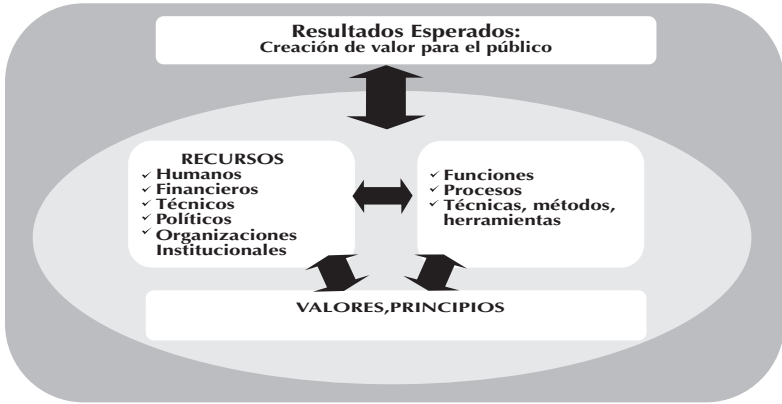 Resultados Esperados:
Creación de valor para el público
RECURSOS
✓ Humanos
✓ Financieros
✓ Técnicos
✓ Políticos
✓ Organizaciones
Institucionales
✓ Funciones
✓ Procesos
✓ Técnicas, métodos,
herramientas
VALORES,PRINCIPIOS